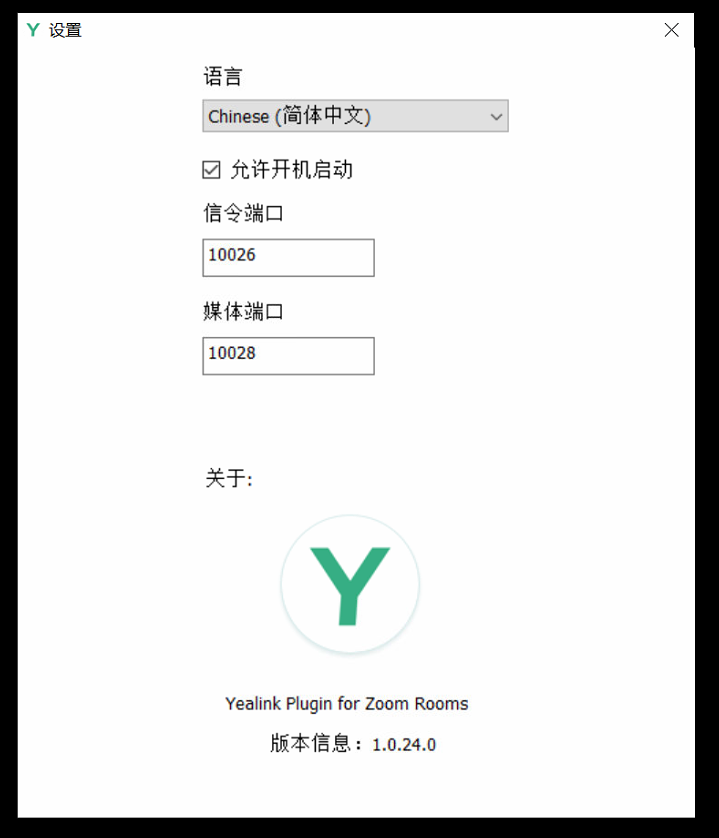 设置
语言
Chinese (简体中文)
允许开机启动
信令端口
10026
媒体端口
10028
关于:
Y
Yealink Plugin for Zoom Rooms
版本信息：1.0.24.0